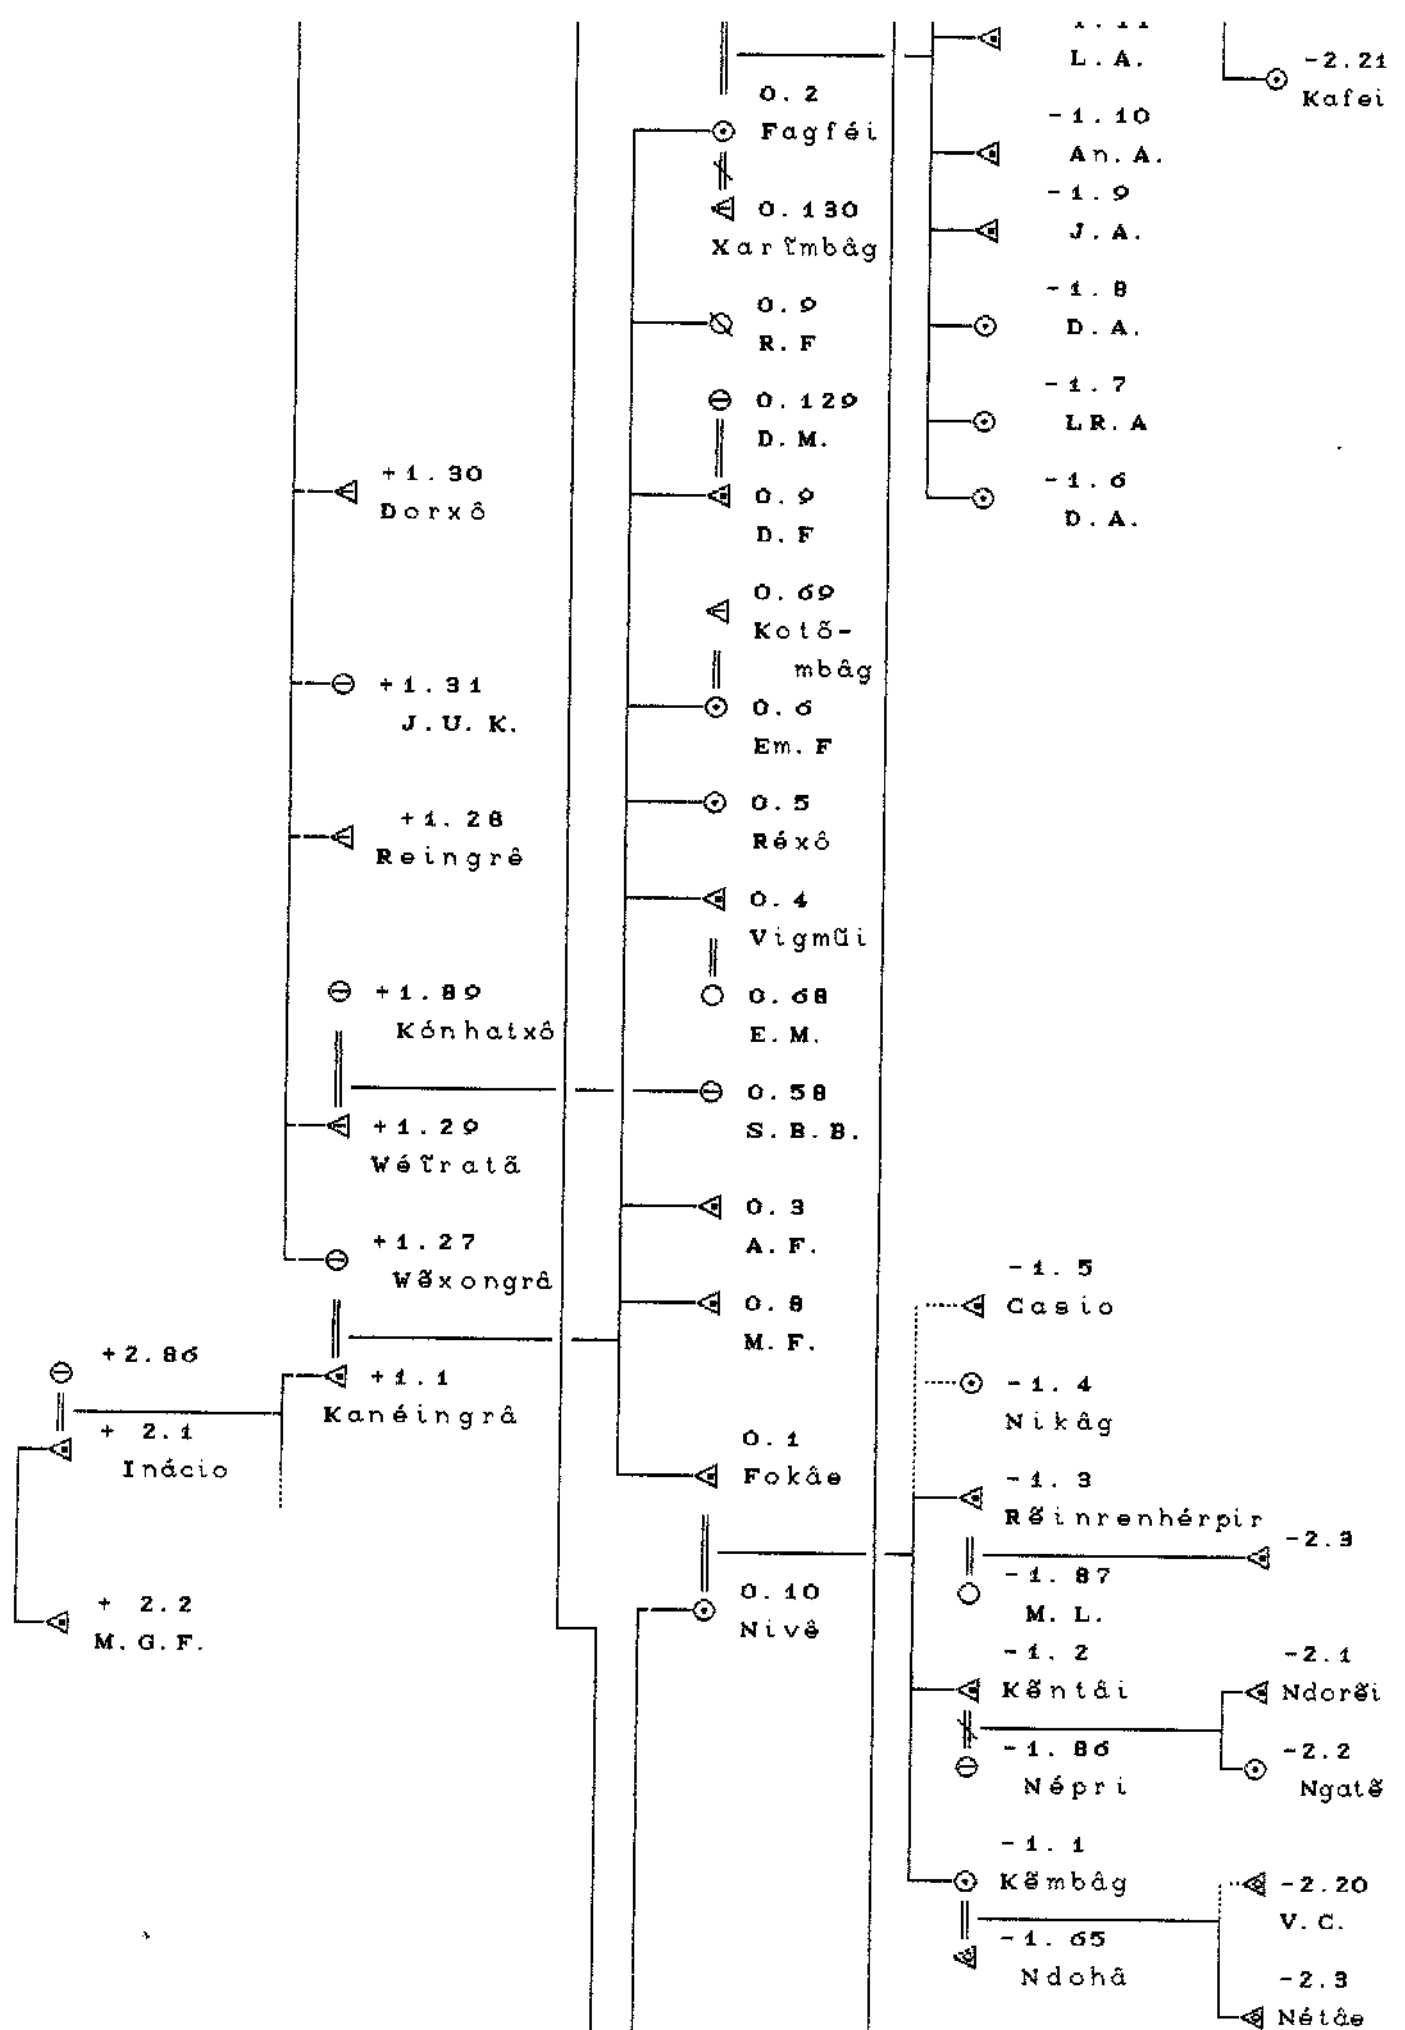 L.A.
-2.21
Kafei
0.2
Fagféi
-1.10
An.A.
0.130
Xarĩmbâg
-1.9
J.A.
0.9
R.F
-1.8
D.A.
0.129
D.M.
-1.7
LR.A
+1.30
Dorxô
0.9
D.F
-1.6
D.A.
0.69
Kotõ-
mbâg
+1.31
J.U.K.
0.6
Em.F
0.5
Réxô
+1.28
Reingrê
0.4
Vigmũi
+1.89
Kónhaixô
0.68
E.M.
0.58
S.B.B.
+1.29
Wéĩratã
0.3
A.F.
+1.27
Wẽxongrâ
-1.5
Casio
0.8
M.F.
+2.86
+1.1
Kanéingrâ
-1.4
Nikâg
+ 2.1
Inácio
0.1
Fokâe
-1.3
Rẽinrenhérpir
-2.3
-1.87
M.L.
0.10
Nivê
+ 2.2
M.G.F.
-1.2
Kẽntâi
-2.1
Ndorẽi
-1.86
Népri
-2.2
Ngatẽ
-1.1
Kẽmbâg
-2.20
V.C.
-1.65
Ndohâ
-2.3
Nétâe